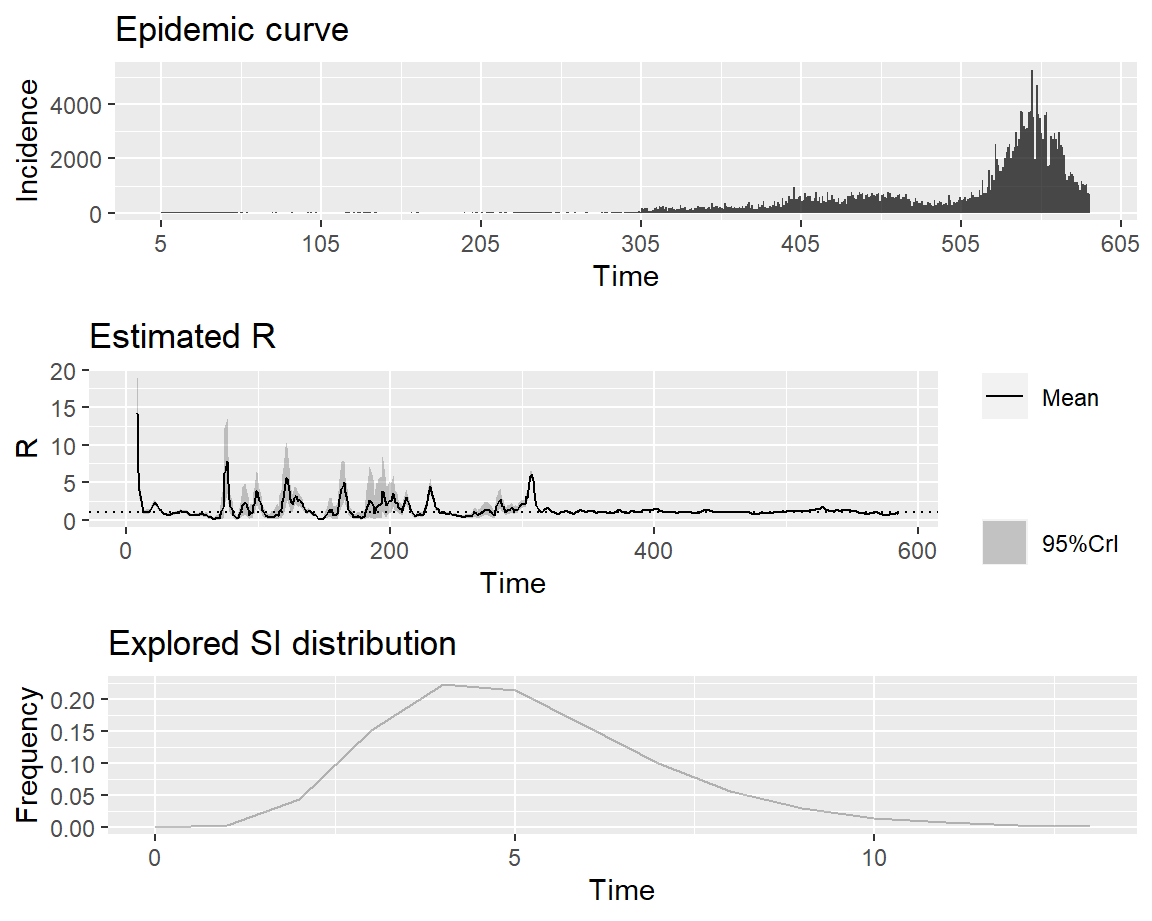 Epidemic curve
4000
2000
0
Incidence
5 105 205 305 405 505 605
Time
Estimated R
20
15
10
5
0
R
0 200 400 600
Time
Mean
95%CrI
Explored SI distribution
0.20
0.15
0.10
0.05
0.00
Frequency
0 5 10
Time